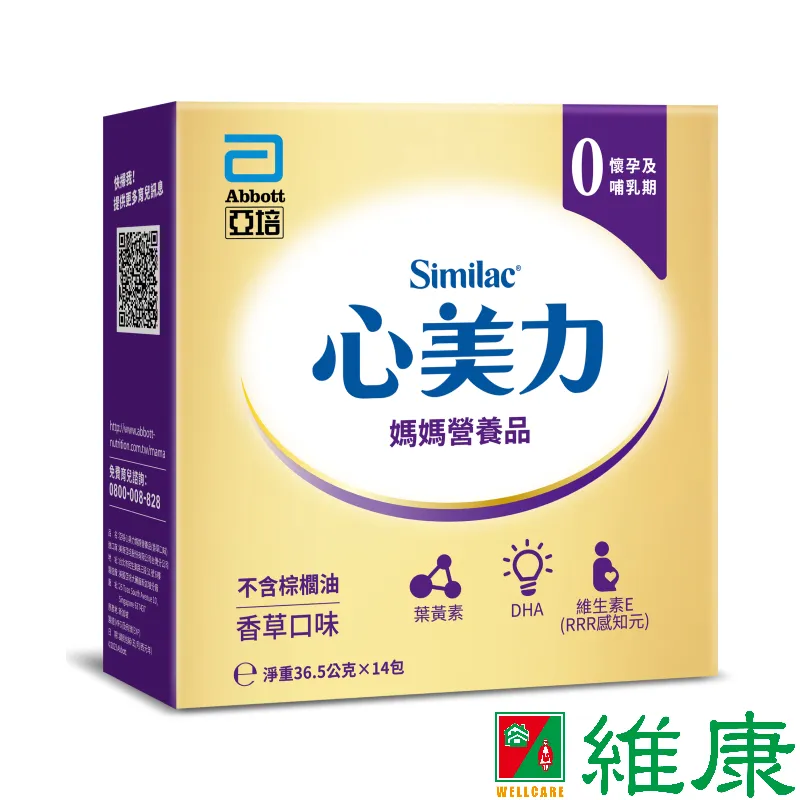 Abbott
亞培
0
懷孕及
哺乳期
Similac®
心美力
媽媽營養品
不含棕櫚油
香草口味
葉黃素
DHA
維生素E
(RRR感知元)
℮ 淨重36.5公克×14包
快掃我!
提供更多育兒訊息
http://www.abbott-
nutrition.com.tw/mama
免費育兒諮詢:
0800-008-828
WELLCARE
維康